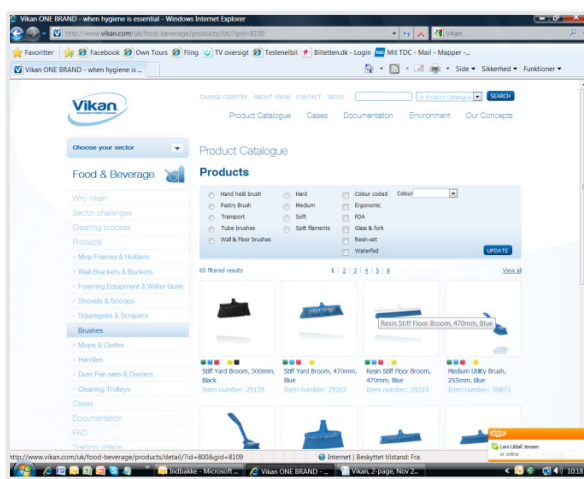 Vikan ONE BRAND - when hygiene is essential - Windows Internet Explorer
http://www.vikan.com/uk/food-beverage/products/list/?gid=8109
vikan
Favoritter Facebook Own Tours Fling TV oversigt Billetten.dk - Login Mit TDC - Mail - Mapper -...
Vikan ONE BRAND - when hygiene is ...
Side Sikkerhed Funktioner
CHANGE COUNTRY ABOUT VIKAN CONTACT NEWS In Product Catalogue SEARCH
Vikan
Product Catalogue Cases Documentation Environment Our Concepts
Choose your sector
Product Catalogue
Food & Beverage
Products
Why Vikan
Sector challenges
Cleaning process
Products
- Mop Frames & Holders
- Wall Brackets & Buckets
- Foaming Equipment & Water Guns
- Shovels & Scoops
- Squeegees & Scrapers
Brushes
- Mops & Cloths
- Handles
- Dust Pan sets & Dusters
- Cleaning Trolleys
Cases
Documentation
FAQ
Training videos
Hand held brush Hard Colour coded Colour
Pastry Brush Medium Ergonomic
Transport Soft FDA
Tube brushes Split filaments Glass & fork
Wall & Floor brushes Resin-set
Waterfed UPDATE
65 filtered results 1 | 2 | 3 | 4 | 5 | 6 View all
Resin Stiff Floor Broom, 470mm, Blue
Stiff Yard Broom, 300mm, Black
Item number: 29159
Stiff Yard Broom, 470mm, Blue
Item number: 29203
Resin Stiff Floor Broom, 470mm, Blue
Item number: 29223
Medium Utility Brush, 255mm, Blue
Item number: 30873
skype
Lars Uldall Jensen
er online
http://www.vikan.com/uk/food-beverage/products/detail/?id=800&gid=8109
Internet | Beskyttet tilstand: Fra
Indbakke - Microsoft ... Vikan ONE BRAND - ... Vikan, 2-page, Nov 2...
10:18